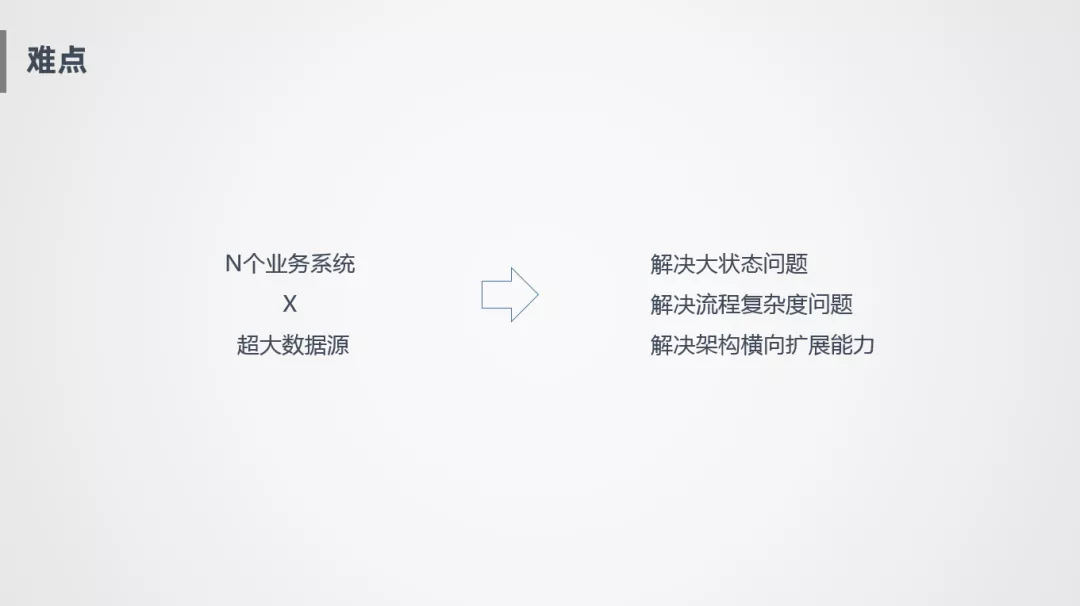 难点
N个业务系统
X
超大数据源
解决大状态问题
解决流程复杂度问题
解决架构横向扩展能力